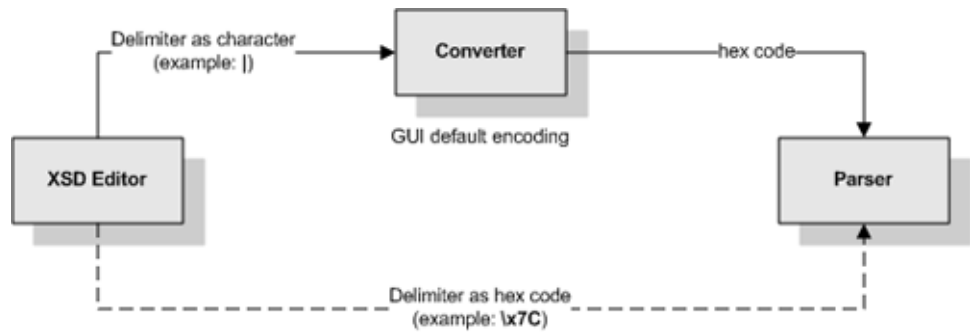 Delimiter as character
(example: |)
Converter
hex code
GUI default encoding
XSD Editor
Parser
Delimiter as hex code
(example: \x7C)